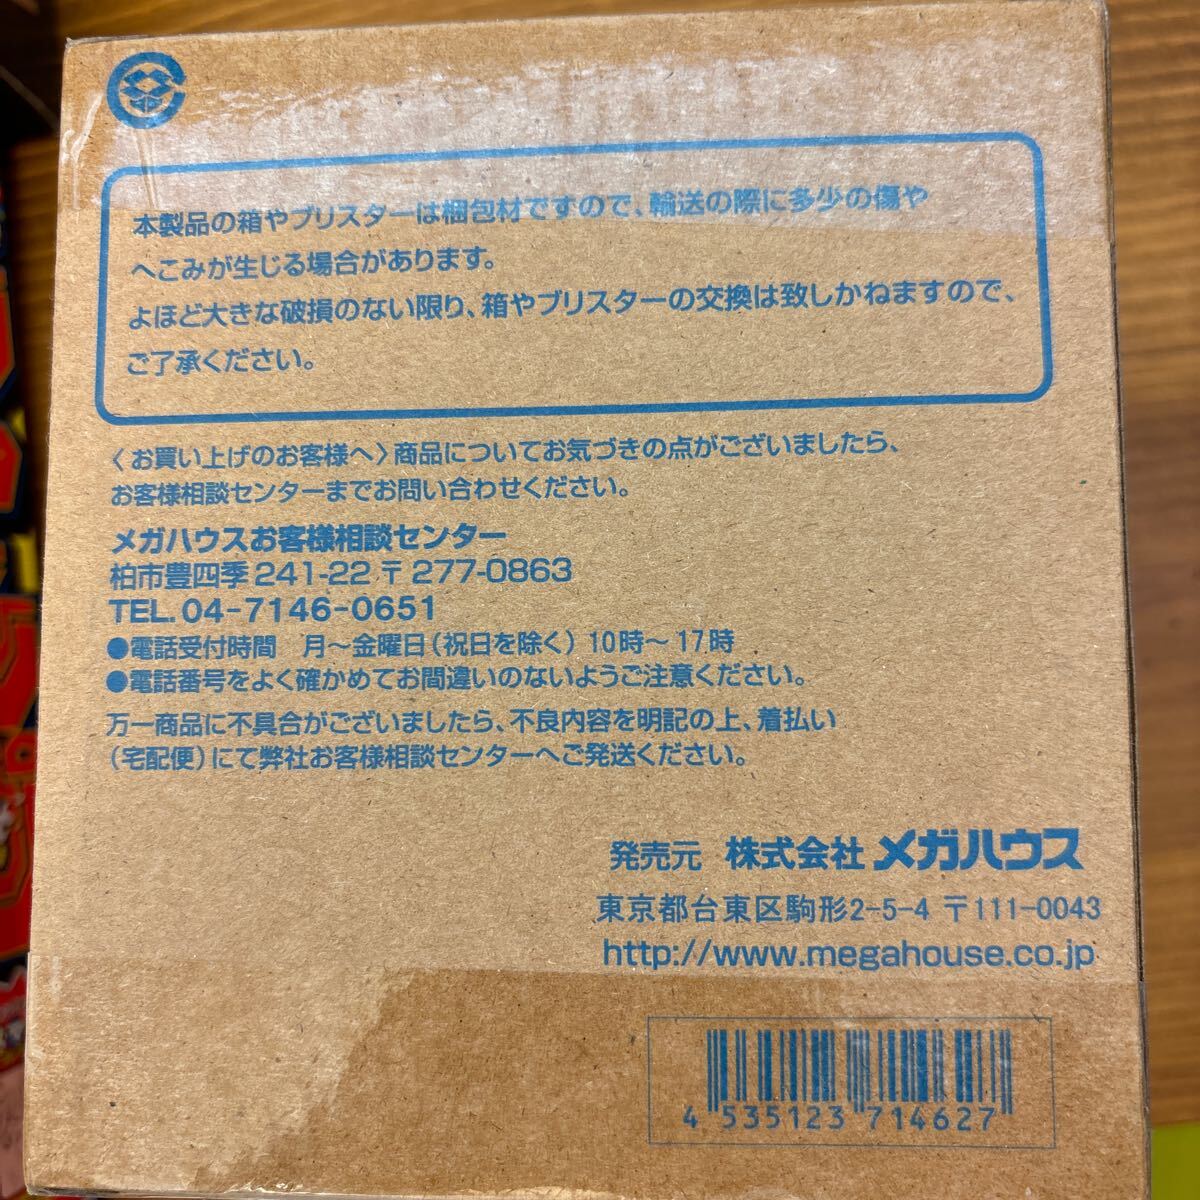 本製品の箱やブリスターは梱包材ですので、輸送の際に多少の傷や
へこみが生じる場合があります。
よほど大きな破損のない限り、箱やブリスターの交換は致しかねますので、
ご了承ください。
〈お買い上げのお客様へ〉商品についてお気づきの点がございましたら、
お客様相談センターまでお問い合わせください。
メガハウスお客様相談センター
柏市豊四季241-22 〒277-0863
TEL.04-7146-0651
●電話受付時間　月～金曜日(祝日を除く) 10時～17時
●電話番号をよく確かめてお間違いのないようご注意ください。
万一商品に不具合がございましたら、不良内容を明記の上、着払い
(宅配便)にて弊社お客様相談センターへご発送ください。
発売元　株式会社 メガハウス
東京都台東区駒形2-5-4 〒111-0043
http://www.megahouse.co.jp
4 535123 714627